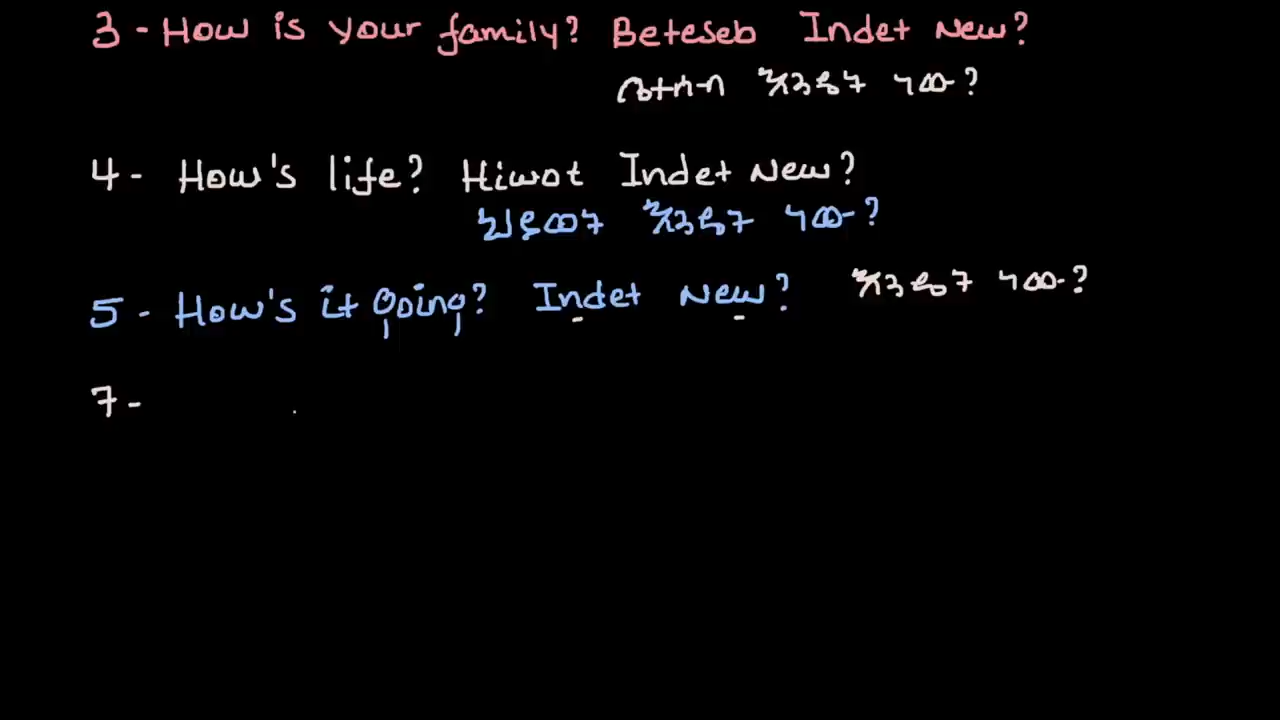 3 - How is your family? Beteseb Indet New?
ቤተሰብ እንዴት ነው?
4 - How's life? Hiwot Indet New?
ህይወት እንዴት ነው?
5 - How's it going? Indet New? እንዴት ነው?
7 -